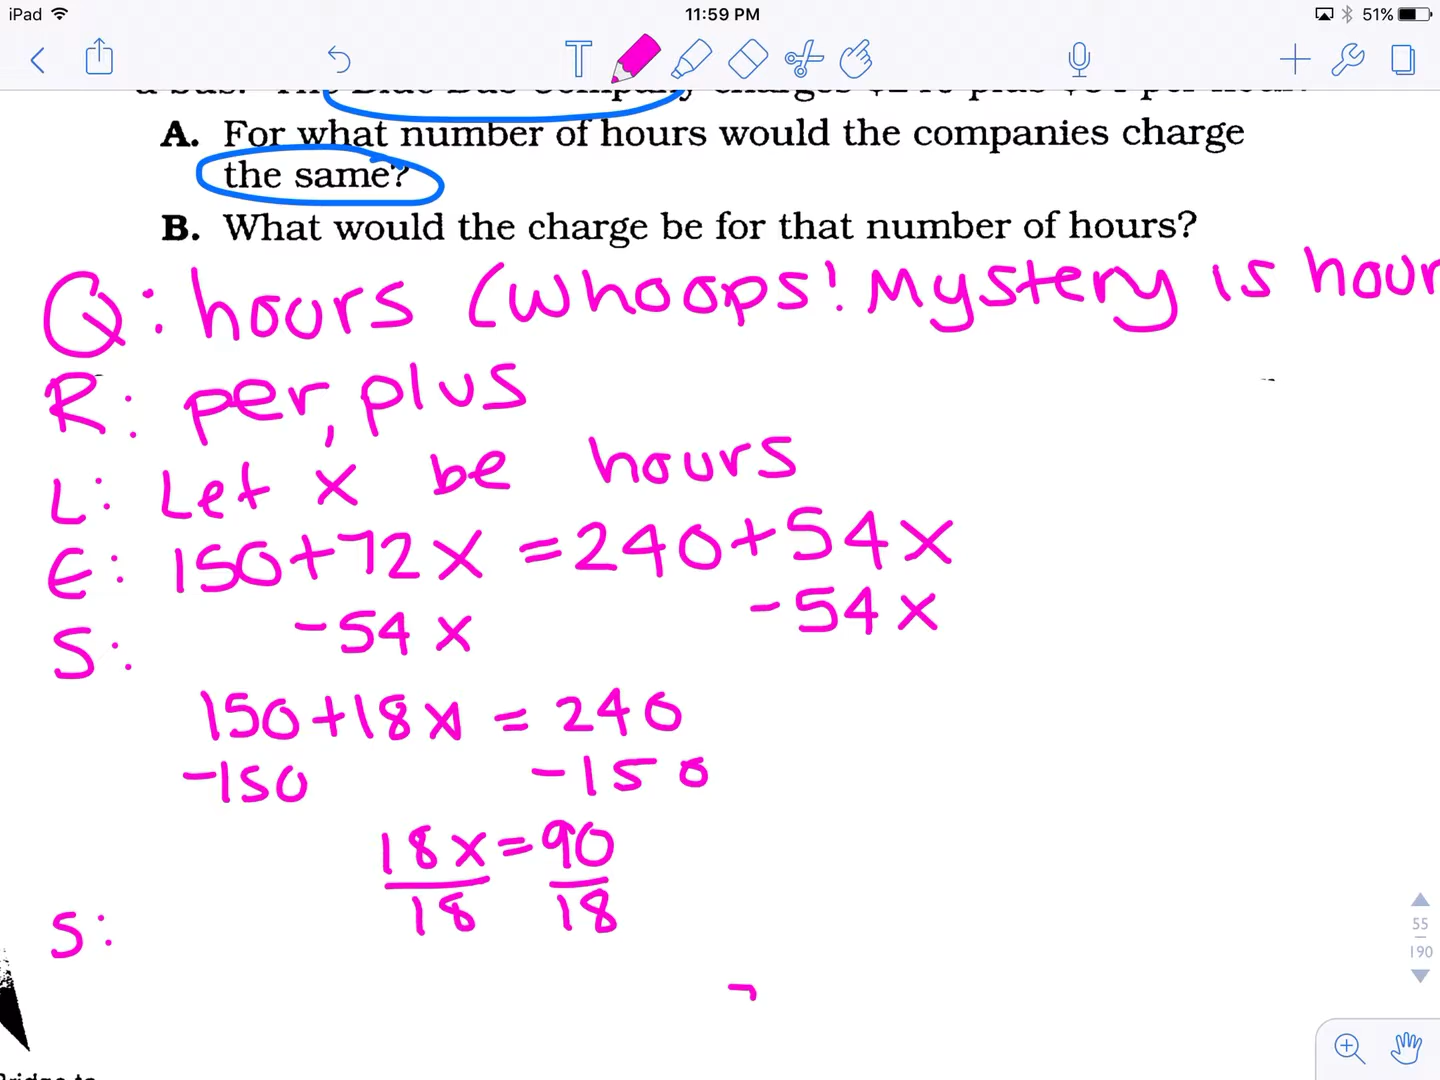 iPad 11:59 PM 51%
T
A. For what number of hours would the companies charge
the same?
B. What would the charge be for that number of hours?
Q: hours (whoops! Mystery is hour
R: per, plus
L: Let x be hours
E: 150+72x = 240+54x
S: -54x -54x
150+18x = 240
-150 -150
18x = 90
18 18
S:
55
190